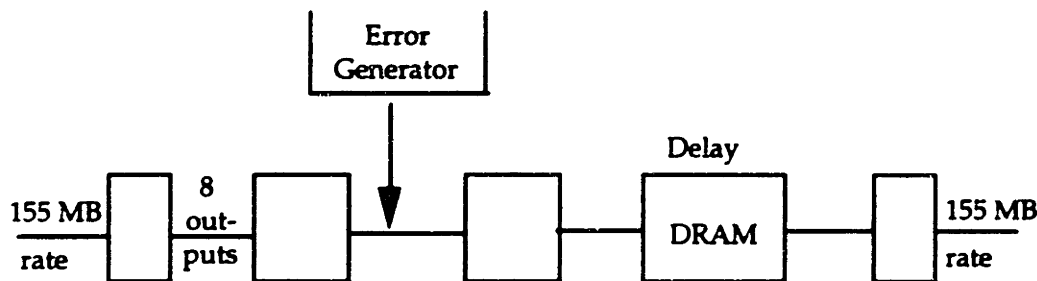 Error
Generator
Delay
155 MB
rate
8
out-
puts
DRAM
155 MB
rate